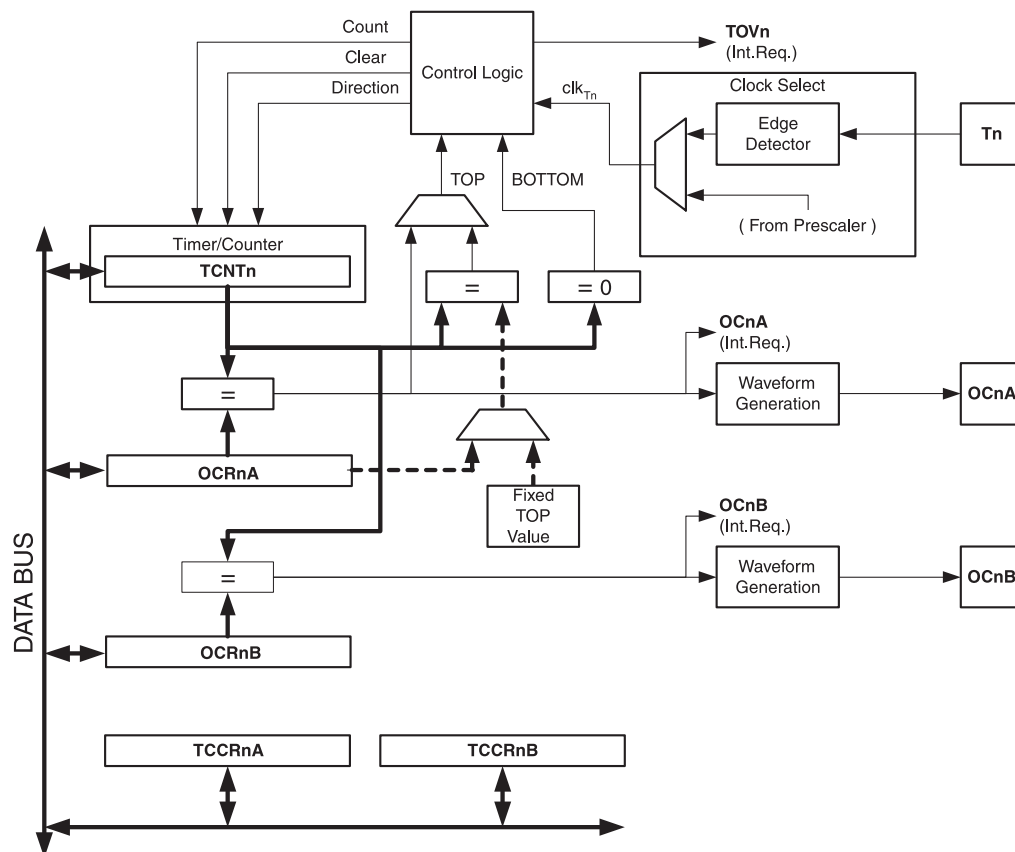 Count
Clear
Direction
Control Logic
TOVn
(Int.Req.)
clkTn
Clock Select
Edge
Detector
Tn
( From Prescaler )
TOP
BOTTOM
Timer/Counter
TCNTn
=
= 0
OCnA
(Int.Req.)
=
Waveform
Generation
OCnA
OCRnA
Fixed
TOP
Value
OCnB
(Int.Req.)
=
Waveform
Generation
OCnB
OCRnB
DATA BUS
TCCRnA
TCCRnB